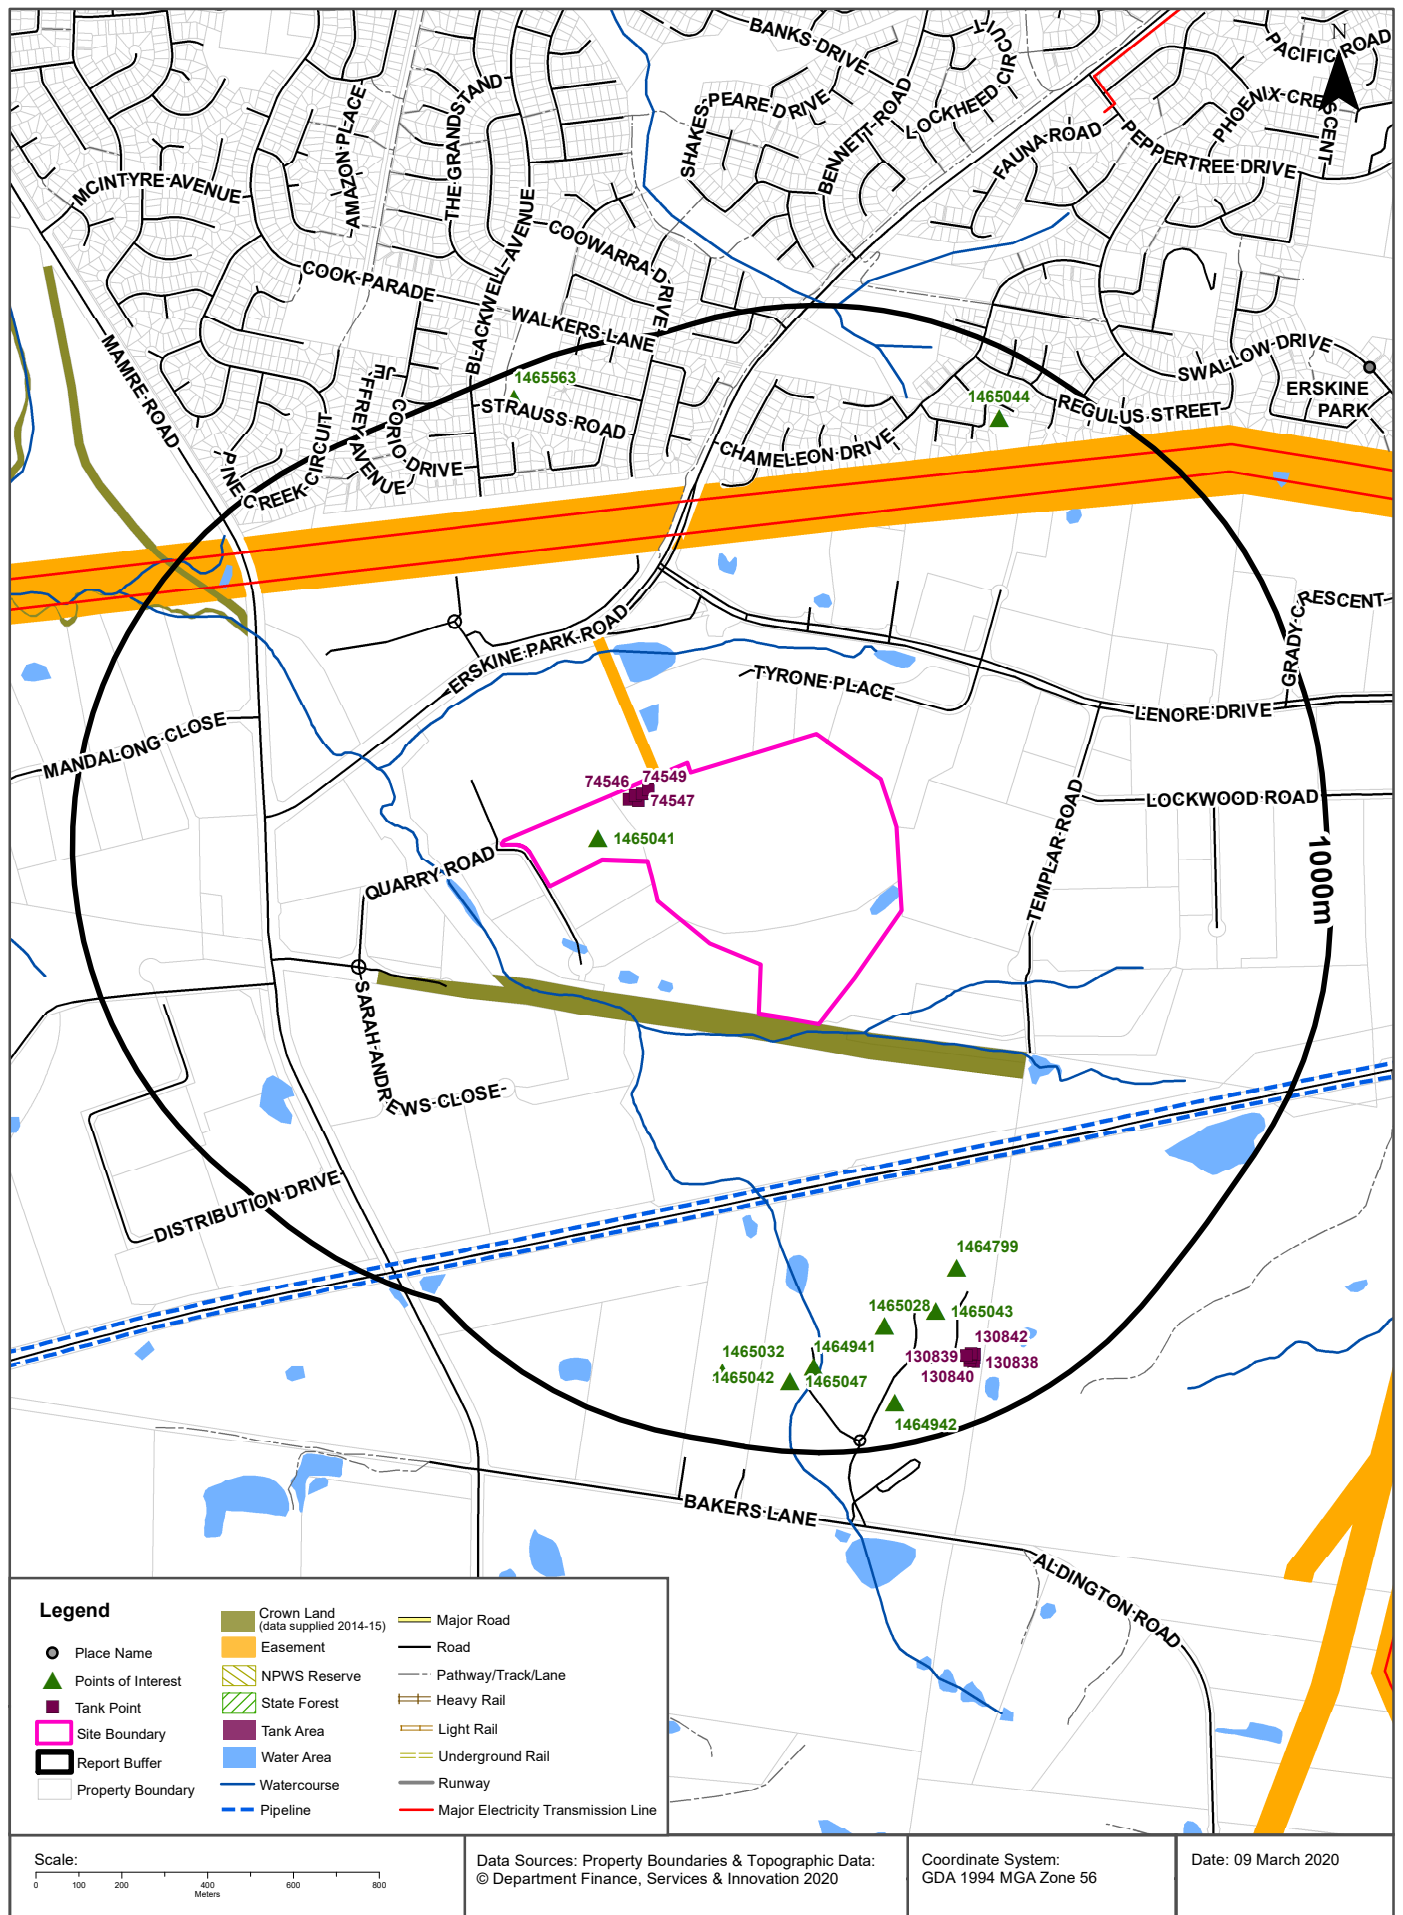 BANKS DRIVE
CIRCUIT
PACIFIC ROAD
N
THE GRANDSTAND
SHAKESPEARE DRIVE
BENNETT ROAD
LOCKHEED CIRCUIT
PHOENIX CRESCENT
AMAZON PLACE
FAUNA ROAD
PEPPERTREE DRIVE
MCINTYRE AVENUE
COOWARRA DRIVE
COOK PARADE
BLACKWELL AVENUE
WALKERS LANE
MAMRE ROAD
SWALLOW DRIVE
ERSKINE
PARK
1465563
1465044
JEFFREY AVENUE
CORIO DRIVE
STRAUSS ROAD
REGULUS STREET
CHAMELEON DRIVE
PINE CREEK CIRCUIT
ERSKINE PARK ROAD
GRADY CRESCENT
TYRONE PLACE
LENORE DRIVE
MANDALONG CLOSE
74546
74549
74547
LOCKWOOD ROAD
1465041
TEMPLAR ROAD
1000m
QUARRY ROAD
SARAH ANDREWS CLOSE
DISTRIBUTION DRIVE
1464799
1465028
1465043
130842
1465032
1464941
130839
130838
1465042
1465047
130840
1464942
BAKERS LANE
ALDINGTON ROAD
Legend
Place Name
Points of Interest
Tank Point
Site Boundary
Report Buffer
Property Boundary
Crown Land
(data supplied 2014-15)
Easement
NPWS Reserve
State Forest
Tank Area
Water Area
Watercourse
Pipeline
Major Road
Road
Pathway/Track/Lane
Heavy Rail
Light Rail
Underground Rail
Runway
Major Electricity Transmission Line
Scale:
0 100 200 400 600 800
Meters
Data Sources: Property Boundaries & Topographic Data:
© Department Finance, Services & Innovation 2020
Coordinate System:
GDA 1994 MGA Zone 56
Date: 09 March 2020